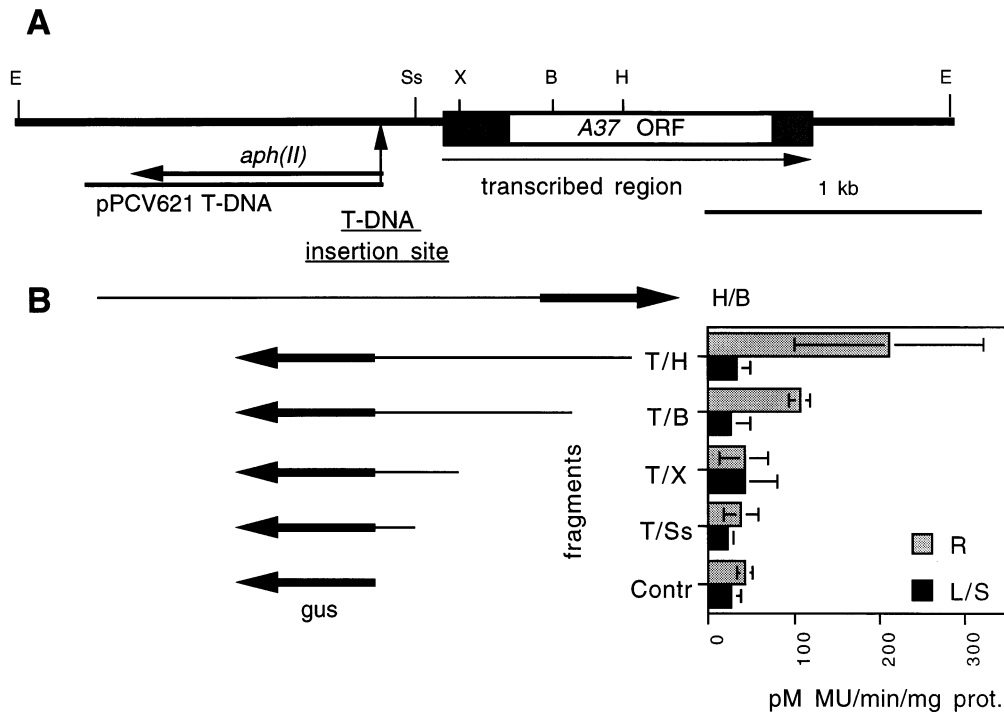 A
E Ss X B H E
A37 ORF
aph(II)
pPCV621 T-DNA
transcribed region
1 kb
T-DNA
insertion site
B
H/B
T/H
T/B
T/X
T/Ss
Contr
fragments
gus
R
L/S
0 100 200 300
pM MU/min/mg prot.